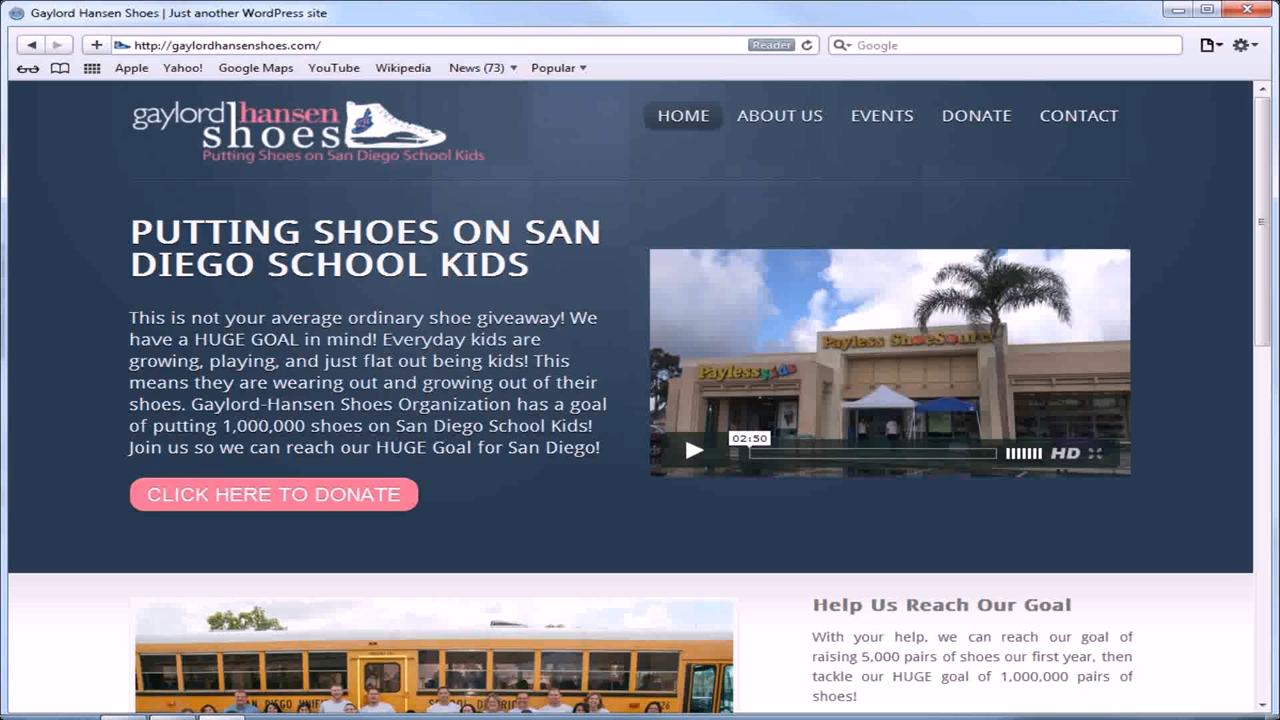 Gaylord Hansen Shoes | Just another WordPress site
http://gaylordhansenshoes.com/
Reader
Google
Apple
Yahoo!
Google Maps
YouTube
Wikipedia
News (73)
Popular
gaylord hansen
shoes
Putting Shoes on San Diego School Kids
HOME
ABOUT US
EVENTS
DONATE
CONTACT
PUTTING SHOES ON SAN
DIEGO SCHOOL KIDS
This is not your average ordinary shoe giveaway! We
have a HUGE GOAL in mind! Everyday kids are
growing, playing, and just flat out being kids! This
means they are wearing out and growing out of their
shoes. Gaylord-Hansen Shoes Organization has a goal
of putting 1,000,000 shoes on San Diego School Kids!
Join us so we can reach our HUGE Goal for San Diego!
CLICK HERE TO DONATE
Payless ShoeSource
Payless kids
02:50
HD
SAN DIEGO UNIFIED SCHOOL DISTRICT
Help Us Reach Our Goal
With your help, we can reach our goal of
raising 5,000 pairs of shoes our first year, then
tackle our HUGE goal of 1,000,000 pairs of
shoes!